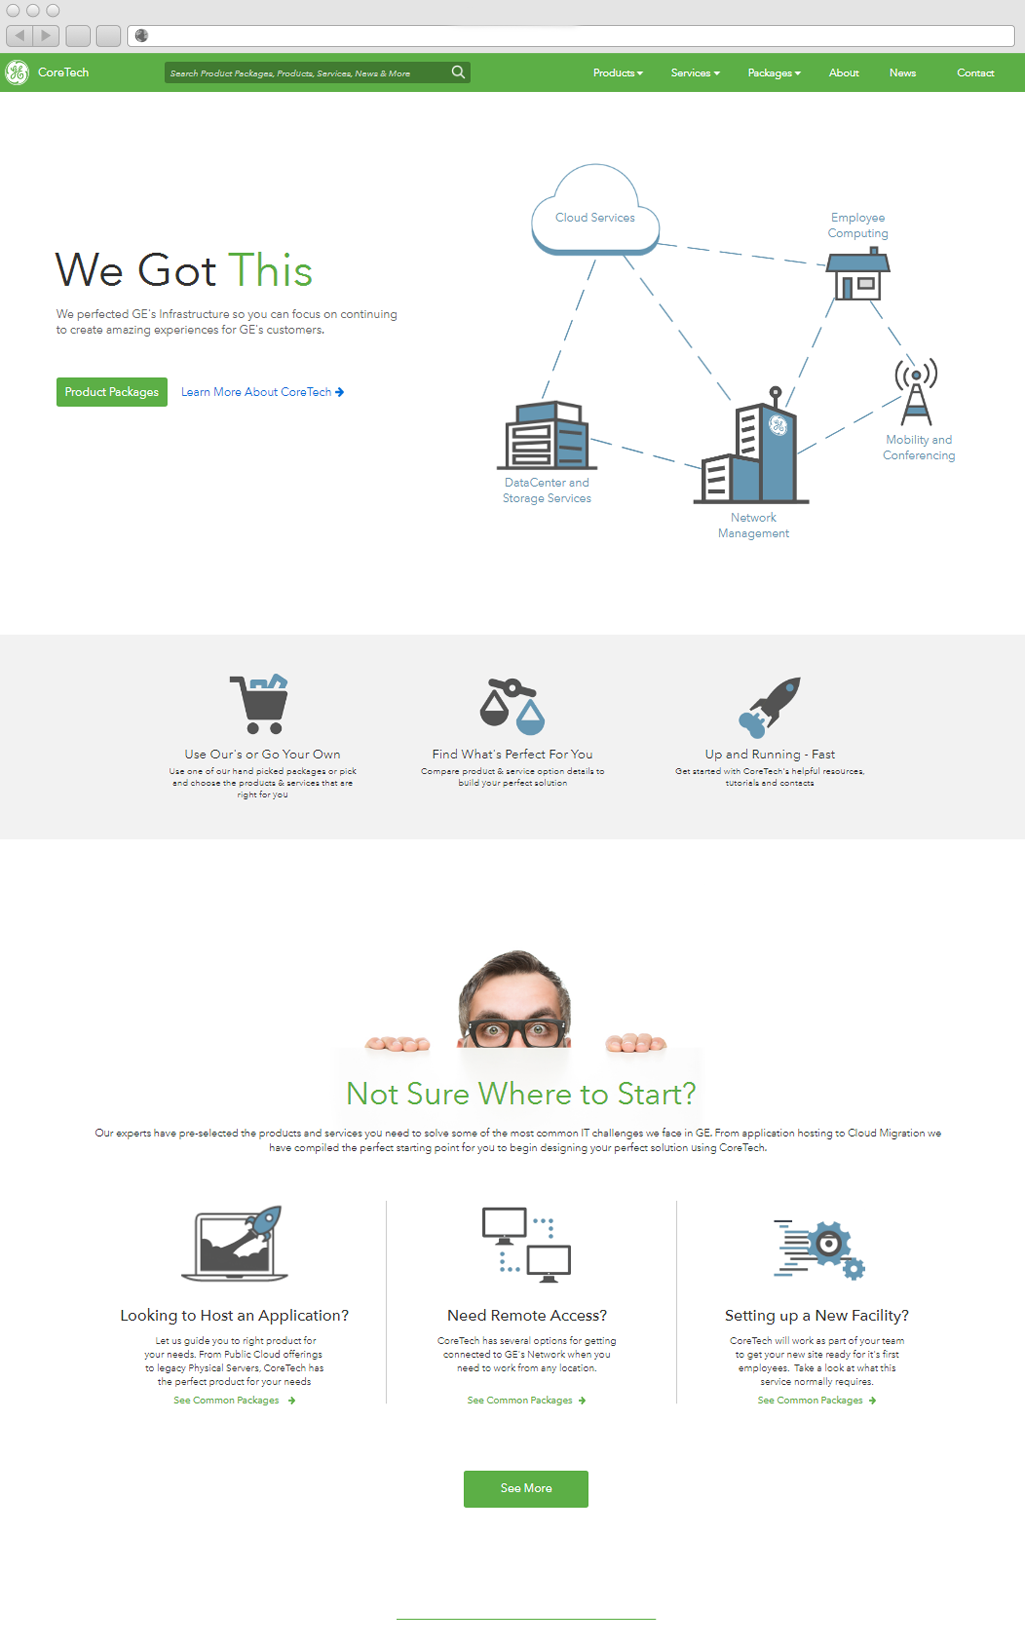 CoreTech
Search Product Packages, Products, Services, News & More
Products
Services
Packages
About
News
Contact
We Got This
We perfected GE's Infrastructure so you can focus on continuing
to create amazing experiences for GE's customers.
Product Packages
Learn More About CoreTech
Cloud Services
Employee
Computing
Mobility and
Conferencing
DataCenter and
Storage Services
Network
Management
Use Our's or Go Your Own
Use one of our hand picked packages or pick
and choose the products & services that are
right for you
Find What's Perfect For You
Compare product & service option details to
build your perfect solution
Up and Running - Fast
Get started with CoreTech's helpful resources,
tutorials and contacts
Not Sure Where to Start?
Our experts have pre-selected the products and services you need to solve some of the most common IT challenges we face in GE. From application hosting to Cloud Migration we
have compiled the perfect starting point for you to begin designing your perfect solution using CoreTech.
Looking to Host an Application?
Let us guide you to right product for
your needs. From Public Cloud offerings
to legacy Physical Servers, CoreTech has
the perfect product for your needs
See Common Packages
Need Remote Access?
CoreTech has several options for getting
connected to GE's Network when you
need to work from any location.
See Common Packages
Setting up a New Facility?
CoreTech will work as part of your team
to get your new site ready for it's first
employees. Take a look at what this
service normally requires.
See Common Packages
See More